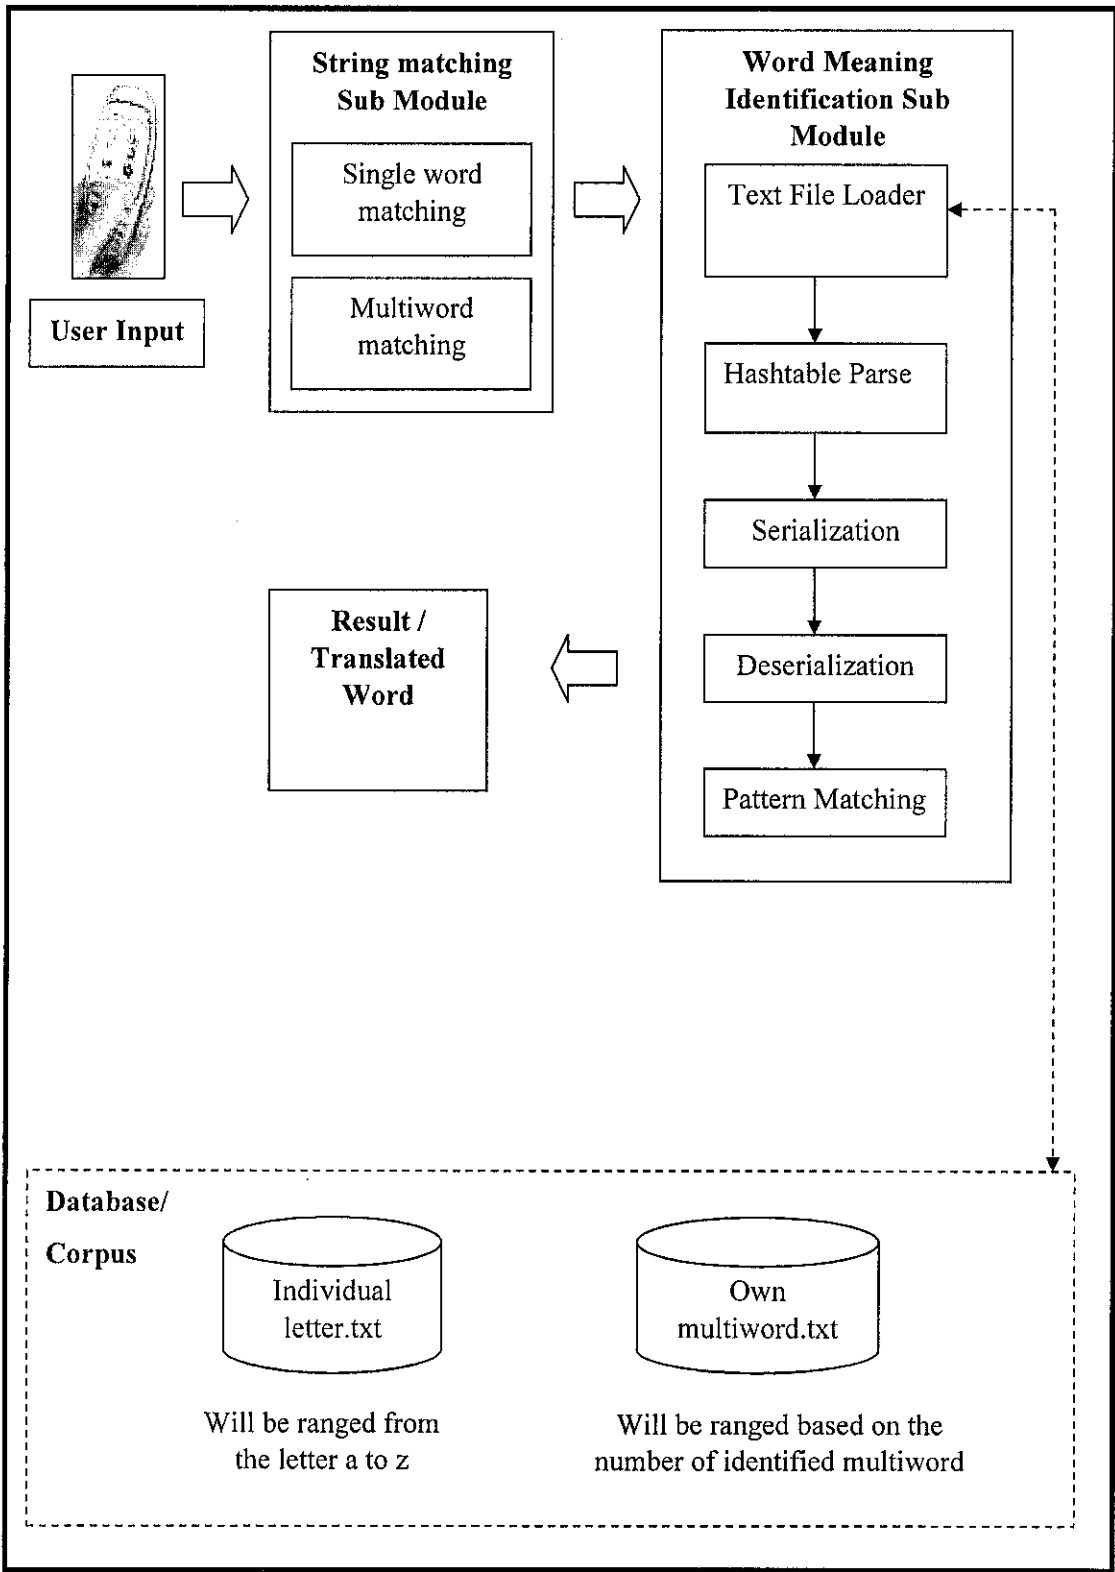 User Input
String matching
Sub Module
Single word
matching
Multiword
matching
Word Meaning
Identification Sub
Module
Text File Loader
Hashtable Parse
Serialization
Deserialization
Pattern Matching
Result /
Translated
Word
Database/
Corpus
Individual
letter.txt
Will be ranged from
the letter a to z
Own
multiword.txt
Will be ranged based on the
number of identified multiword